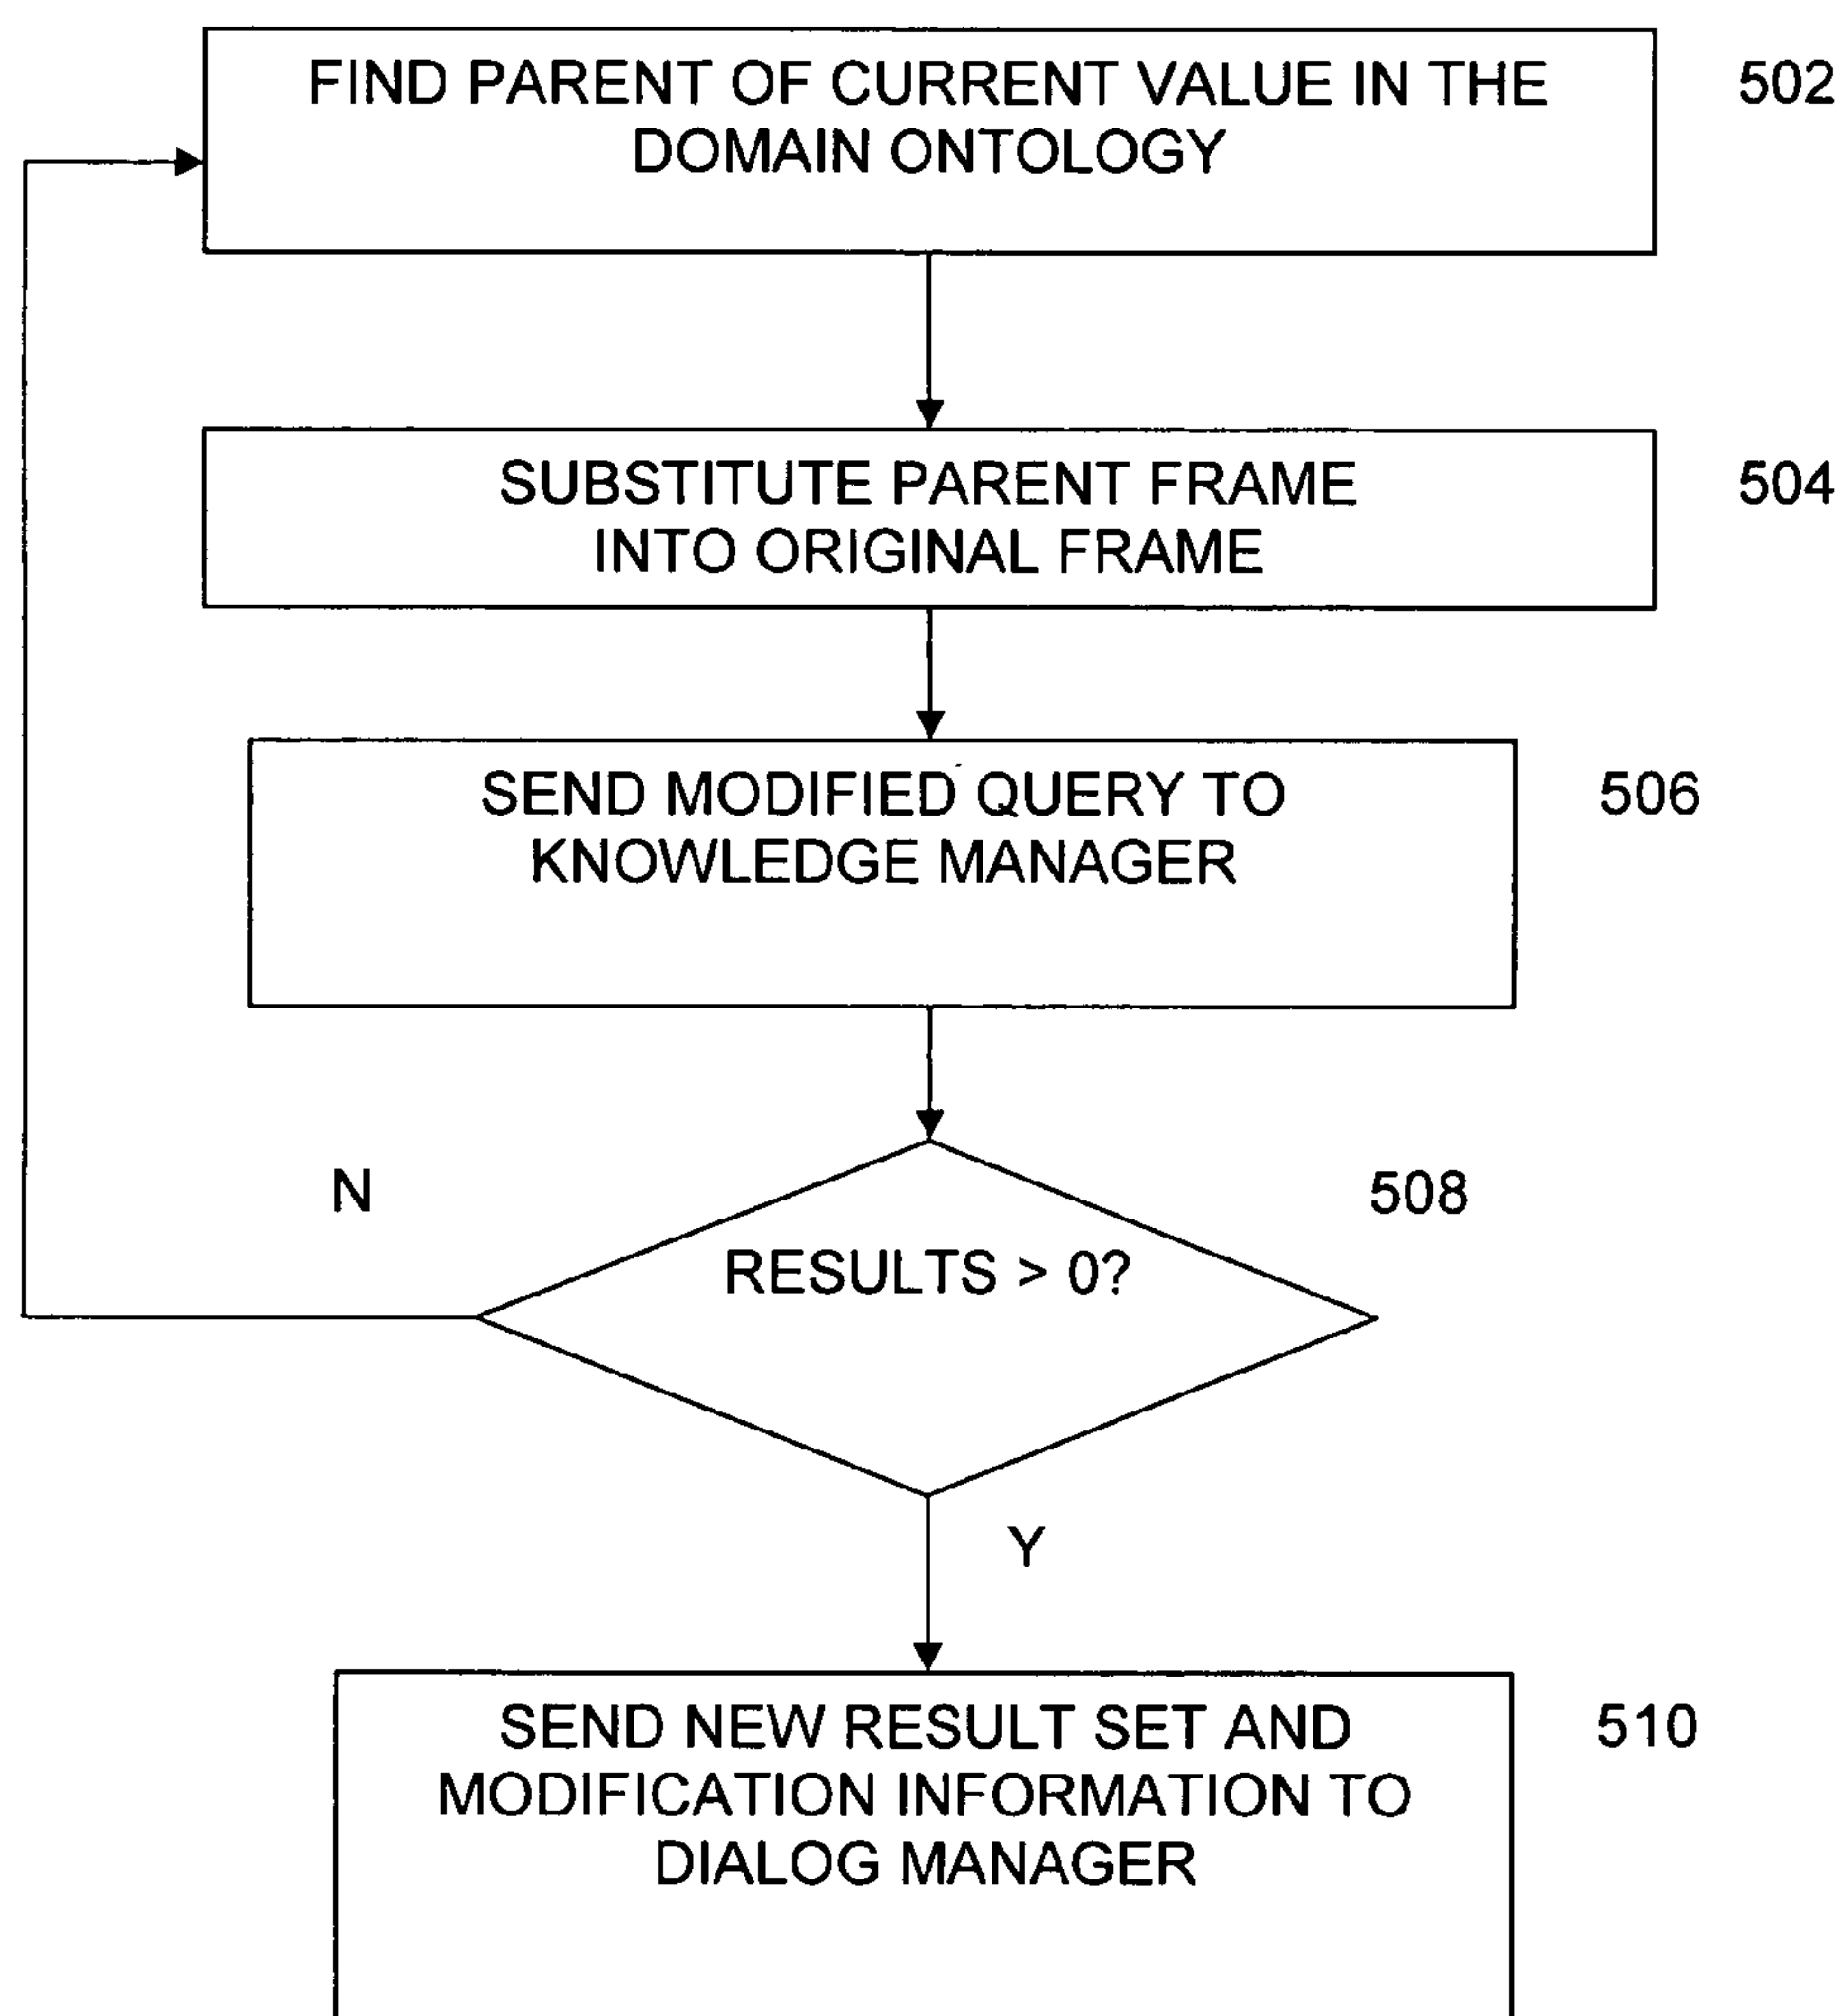 FIND PARENT OF CURRENT VALUE IN THE
DOMAIN ONTOLOGY
502
SUBSTITUTE PARENT FRAME
INTO ORIGINAL FRAME
504
SEND MODIFIED QUERY TO
KNOWLEDGE MANAGER
506
N
508
RESULTS > 0?
Y
SEND NEW RESULT SET AND
MODIFICATION INFORMATION TO
DIALOG MANAGER
510